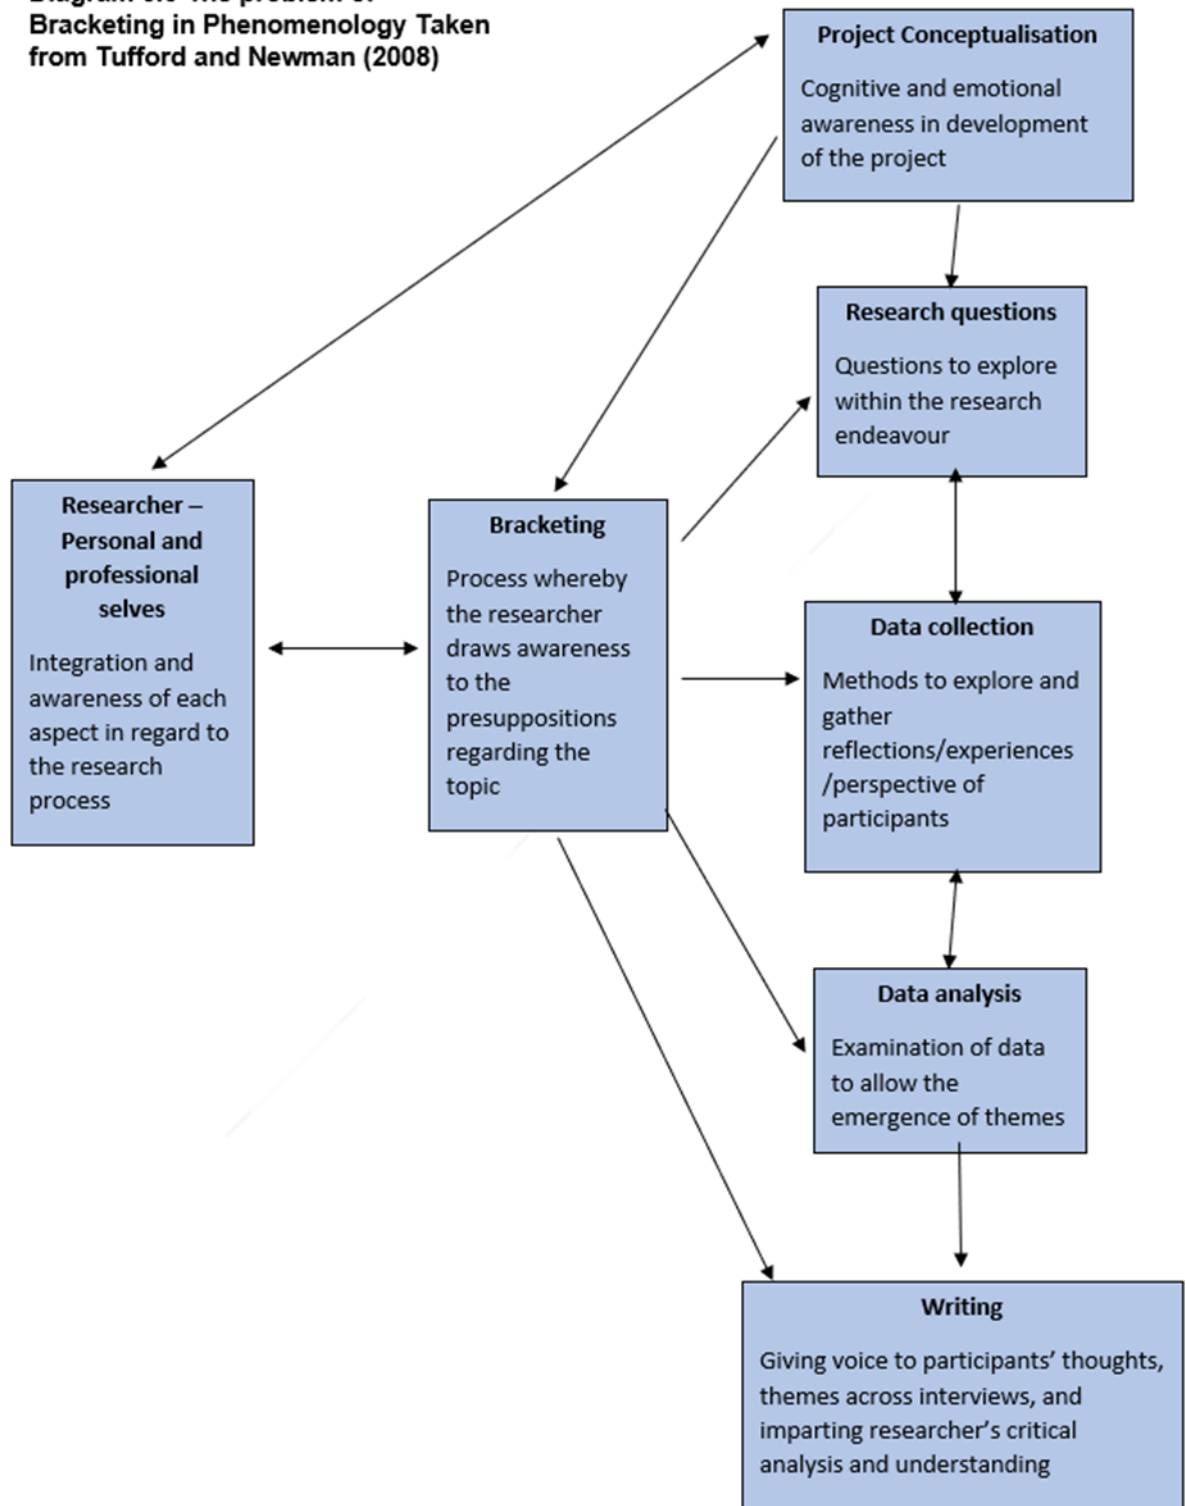 Bracketing in Phenomenology Taken
from Tufford and Newman (2008)
Project Conceptualisation
Cognitive and emotional
awareness in development
of the project
Research questions
Questions to explore
within the research
endeavour
Researcher –
Personal and
professional
selves
Integration and
awareness of each
aspect in regard to
the research
process
Bracketing
Process whereby
the researcher
draws awareness
to the
presuppositions
regarding the
topic
Data collection
Methods to explore and
gather
reflections/experiences
/perspective of
participants
Data analysis
Examination of data
to allow the
emergence of themes
Writing
Giving voice to participants’ thoughts,
themes across interviews, and
imparting researcher’s critical
analysis and understanding